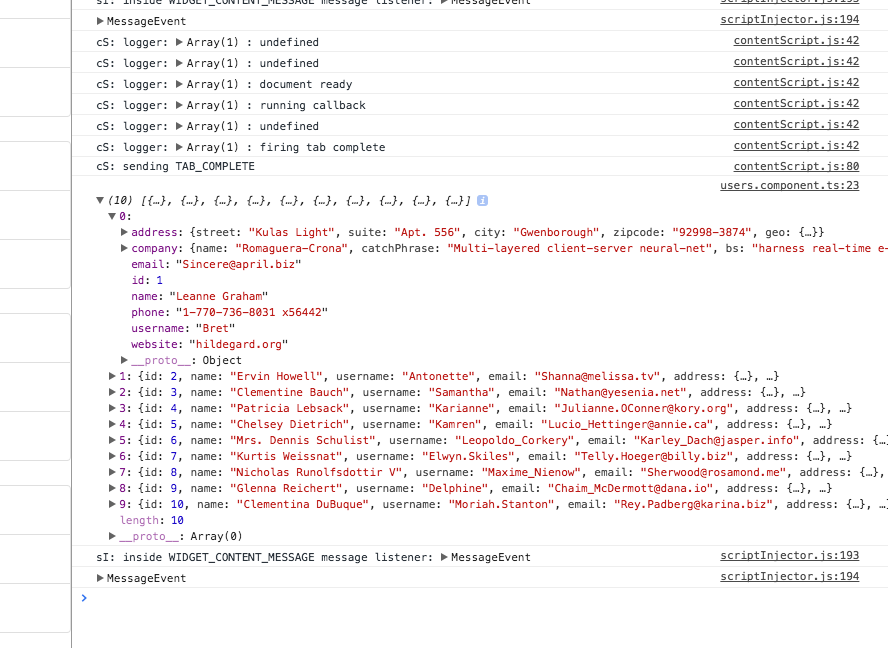 sI: inside WIDGET_CONTENT_MESSAGE message listener: ▶MessageEvent scriptInjector.js:193
▶MessageEvent scriptInjector.js:194
cS: logger: ▶Array(1) : undefined contentScript.js:42
cS: logger: ▶Array(1) : undefined contentScript.js:42
cS: logger: ▶Array(1) : document ready contentScript.js:42
cS: logger: ▶Array(1) : running callback contentScript.js:42
cS: logger: ▶Array(1) : undefined contentScript.js:42
cS: logger: ▶Array(1) : firing tab complete contentScript.js:42
cS: sending TAB_COMPLETE contentScript.js:80
users.component.ts:23
▼(10) [{…}, {…}, {…}, {…}, {…}, {…}, {…}, {…}, {…}, {…}] i
▼0:
▶address: {street: "Kulas Light", suite: "Apt. 556", city: "Gwenborough", zipcode: "92998-3874", geo: {…}}
▶company: {name: "Romaguera-Crona", catchPhrase: "Multi-layered client-server neural-net", bs: "harness real-time e-
email: "Sincere@april.biz"
id: 1
name: "Leanne Graham"
phone: "1-770-736-8031 x56442"
username: "Bret"
website: "hildegard.org"
▶__proto__: Object
▶1: {id: 2, name: "Ervin Howell", username: "Antonette", email: "Shanna@melissa.tv", address: {…}, …}
▶2: {id: 3, name: "Clementine Bauch", username: "Samantha", email: "Nathan@yesenia.net", address: {…}, …}
▶3: {id: 4, name: "Patricia Lebsack", username: "Karianne", email: "Julianne.OConner@kory.org", address: {…}, …}
▶4: {id: 5, name: "Chelsey Dietrich", username: "Kamren", email: "Lucio_Hettinger@annie.ca", address: {…}, …}
▶5: {id: 6, name: "Mrs. Dennis Schulist", username: "Leopoldo_Corkery", email: "Karley_Dach@jasper.info", address: {…
▶6: {id: 7, name: "Kurtis Weissnat", username: "Elwyn.Skiles", email: "Telly.Hoeger@billy.biz", address: {…}, …}
▶7: {id: 8, name: "Nicholas Runolfsdottir V", username: "Maxime_Nienow", email: "Sherwood@rosamond.me", address: {…},
▶8: {id: 9, name: "Glenna Reichert", username: "Delphine", email: "Chaim_McDermott@dana.io", address: {…}, …}
▶9: {id: 10, name: "Clementina DuBuque", username: "Moriah.Stanton", email: "Rey.Padberg@karina.biz", address: {…}, …
length: 10
▶__proto__: Array(0)
sI: inside WIDGET_CONTENT_MESSAGE message listener: ▶MessageEvent scriptInjector.js:193
▶MessageEvent scriptInjector.js:194
>